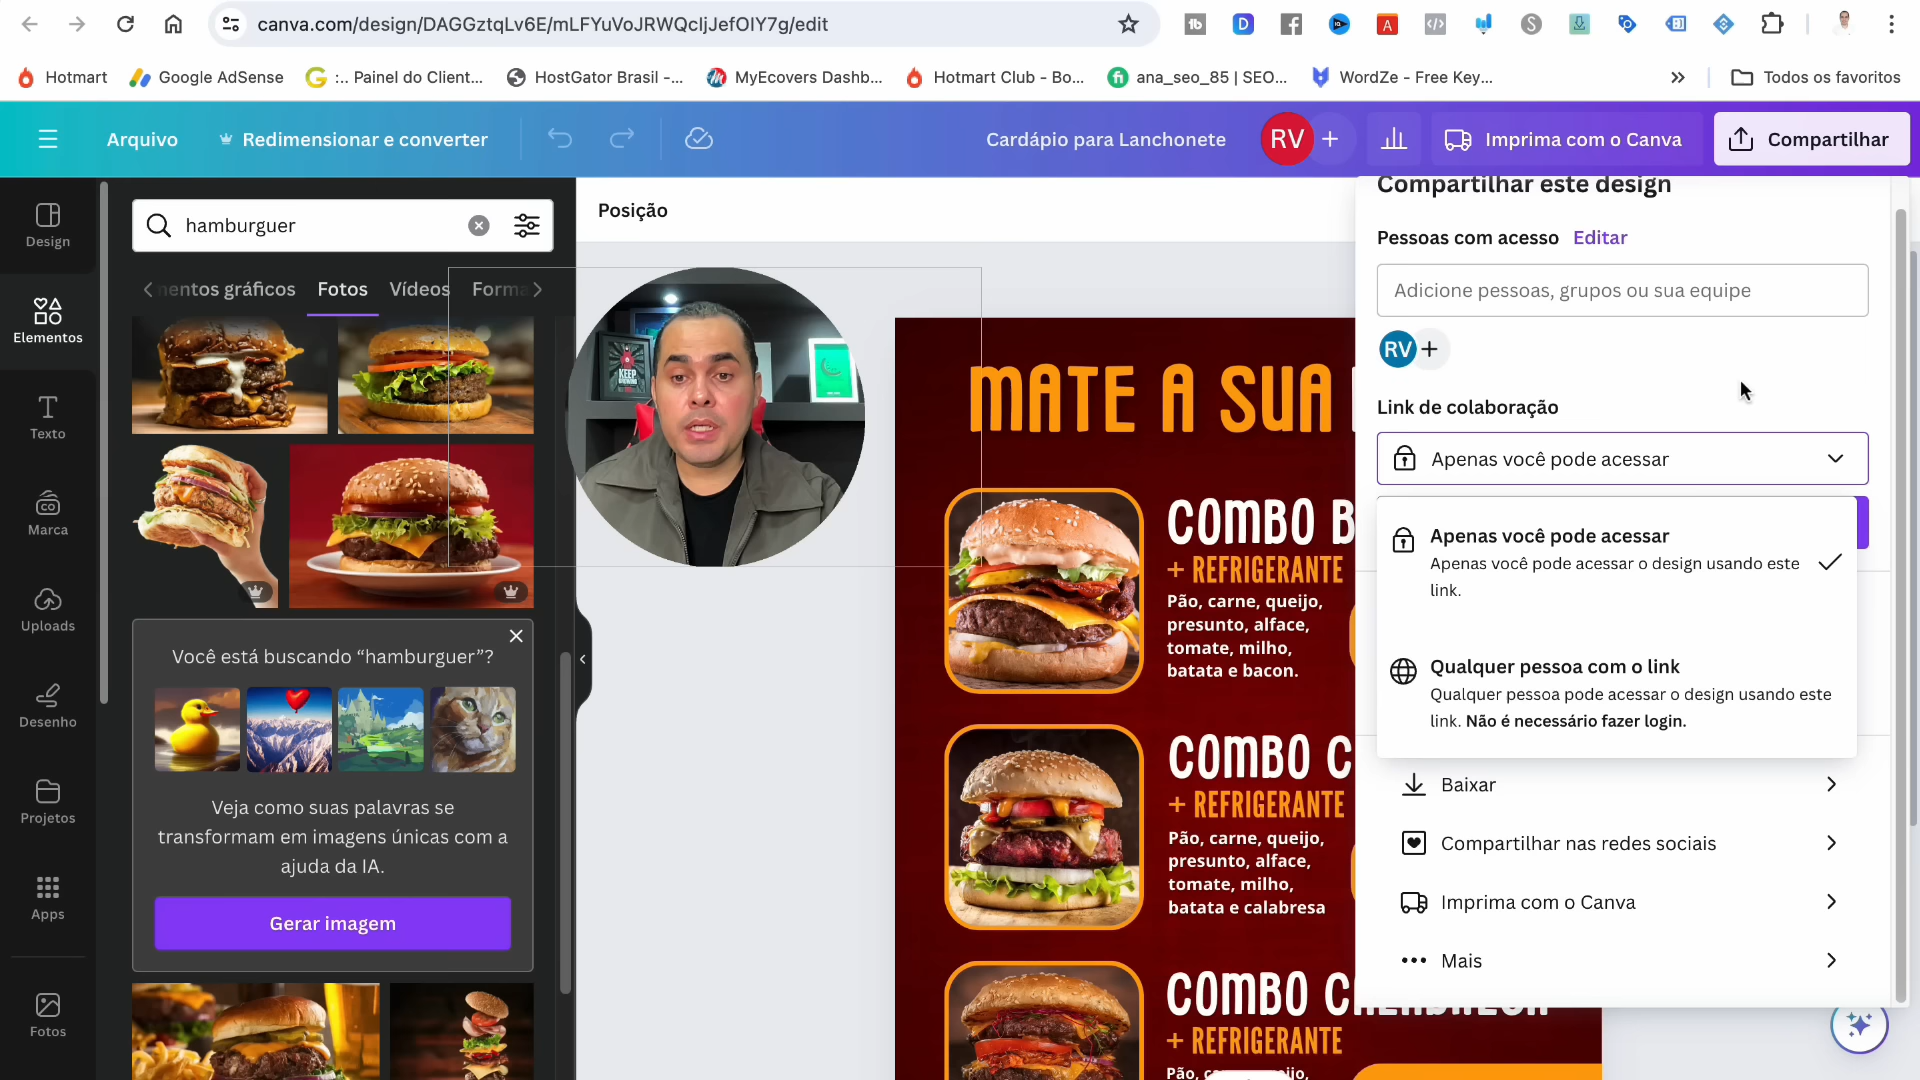 canva.com/design/DAGGztqLv6E/mLFYuVoJRWQcIjJefOlY7g/edit
Hotmart
Google AdSense
:.. Painel do Client...
HostGator Brasil -...
MyEcovers Dashb...
Hotmart Club - Bo...
ana_seo_85 | SEO...
WordZe - Free Key...
Todos os favoritos
Arquivo
Redimensionar e converter
Cardápio para Lanchonete
RV
Imprima com o Canva
Compartilhar
Design
Elementos
Texto
Marca
Uploads
Desenho
Projetos
Apps
Fotos
hamburguer
entos gráficos
Fotos
Vídeos
Forma
Você está buscando “hamburguer”?
Veja como suas palavras se
transformam em imagens únicas com a
ajuda da IA.
Gerar imagem
Posição
KEEP
MATE A SUA
COMBO B
+ REFRIGERANTE
Pão, carne, queijo,
presunto, alface,
tomate, milho,
batata e bacon.
COMBO C
+ REFRIGERANTE
Pão, carne, queijo,
presunto, alface,
tomate, milho,
batata e calabresa
COMBO CALABREZA
+ REFRIGERANTE
Compartilhar este design
Pessoas com acesso Editar
Adicione pessoas, grupos ou sua equipe
RV
Link de colaboração
Apenas você pode acessar
Apenas você pode acessar
Apenas você pode acessar o design usando este
link.
Qualquer pessoa com o link
Qualquer pessoa pode acessar o design usando este
link. Não é necessário fazer login.
Baixar
Compartilhar nas redes sociais
Imprima com o Canva
Mais